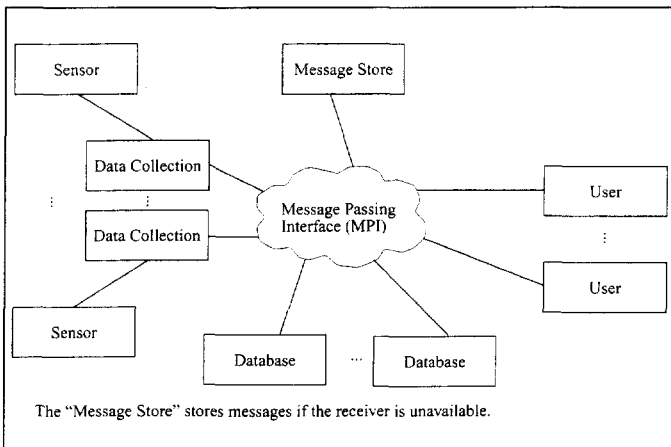 Sensor
Message Store
Data Collection
Message Passing
Interface (MPI)
User
⋮
⋮
⋮
Data Collection
User
Sensor
Database
...
Database
The “Message Store” stores messages if the receiver is unavailable.